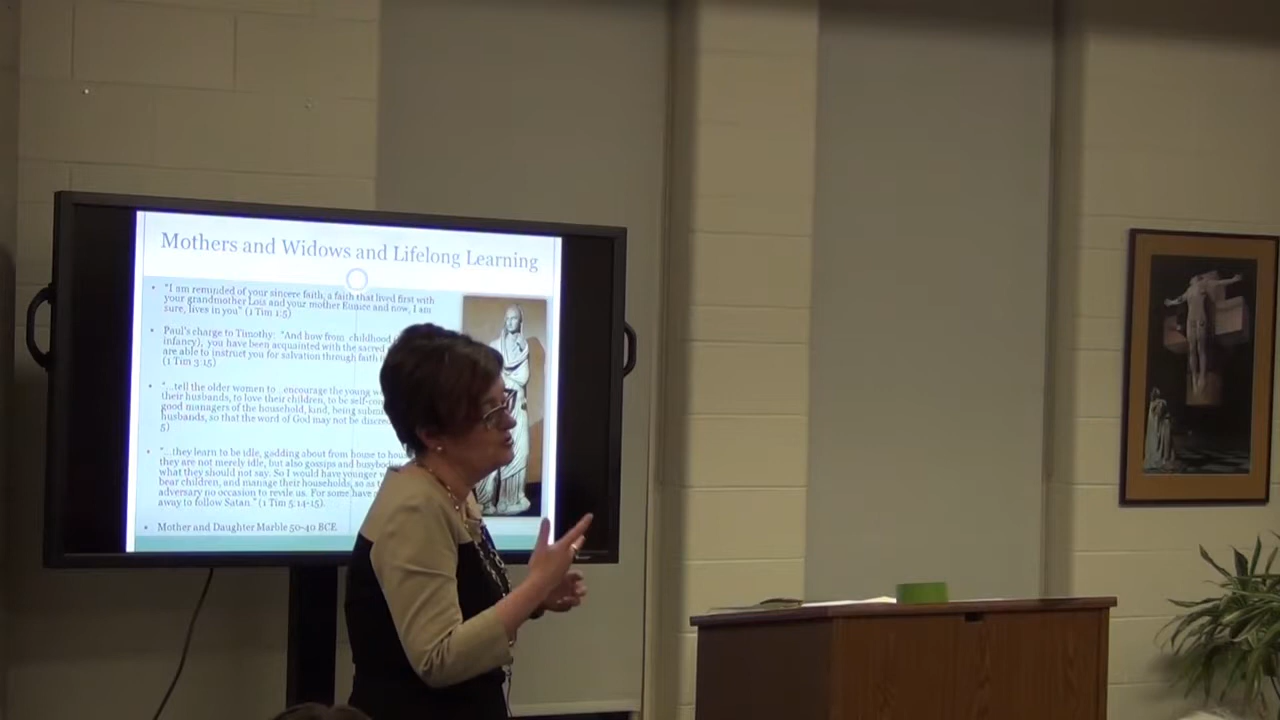 Mothers and Widows and Lifelong Learning
• "I am reminded of your sincere faith, a faith that lived first with
your grandmother Lois and your mother Eunice and now, I am
sure, lives in you" (1 Tim 1:5)
• Paul's charge to Timothy: "And how from childhood
infancy), you have been acquainted with the sacred
are able to instruct you for salvation through faith
(1 Tim 3:15)
• "...tell the older women to encourage the young
their husbands, to love their children, to be
good managers of the household, kind, being
husbands, so that the word of God may not be
5)
• "...they learn to be idle, gadding about from house to
they are not merely idle, but also gossips and
what they should not say. So I would have younger
bear children, and manage their households, so as
adversary no occasion to revile us. For some have
away to follow Satan." (1 Tim 5:14-15).
• Mother and Daughter Marble 50-40 BCE